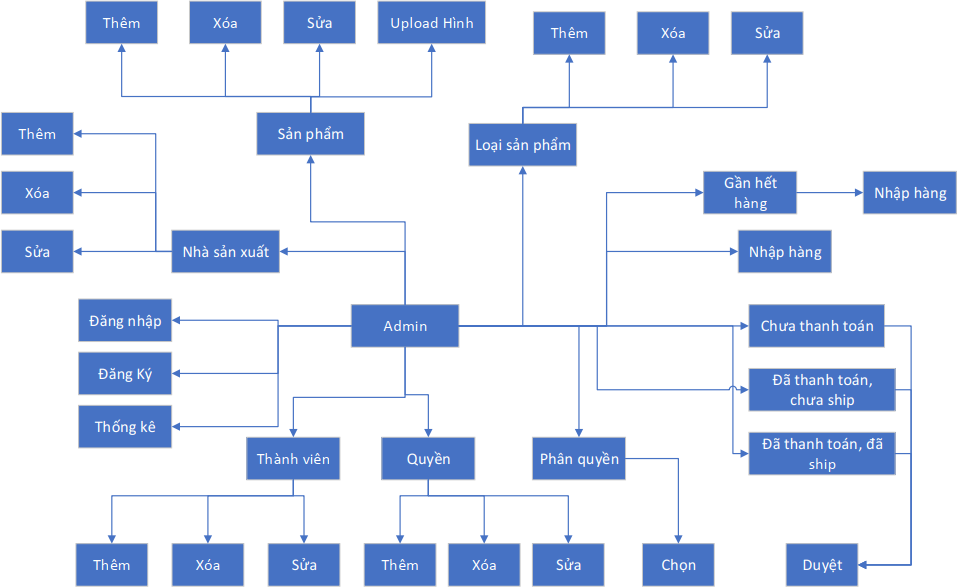 Thêm
Xóa
Sửa
Upload Hình
Thêm
Xóa
Sửa
Thêm
Sản phẩm
Loại sản phẩm
Xóa
Gần hết
hàng
Nhập hàng
Sửa
Nhà sản xuất
Nhập hàng
Đăng nhập
Admin
Chưa thanh toán
Đăng Ký
Đã thanh toán,
chưa ship
Thống kê
Thành viên
Quyền
Phân quyền
Đã thanh toán, đã
ship
Thêm
Xóa
Sửa
Thêm
Xóa
Sửa
Chọn
Duyệt